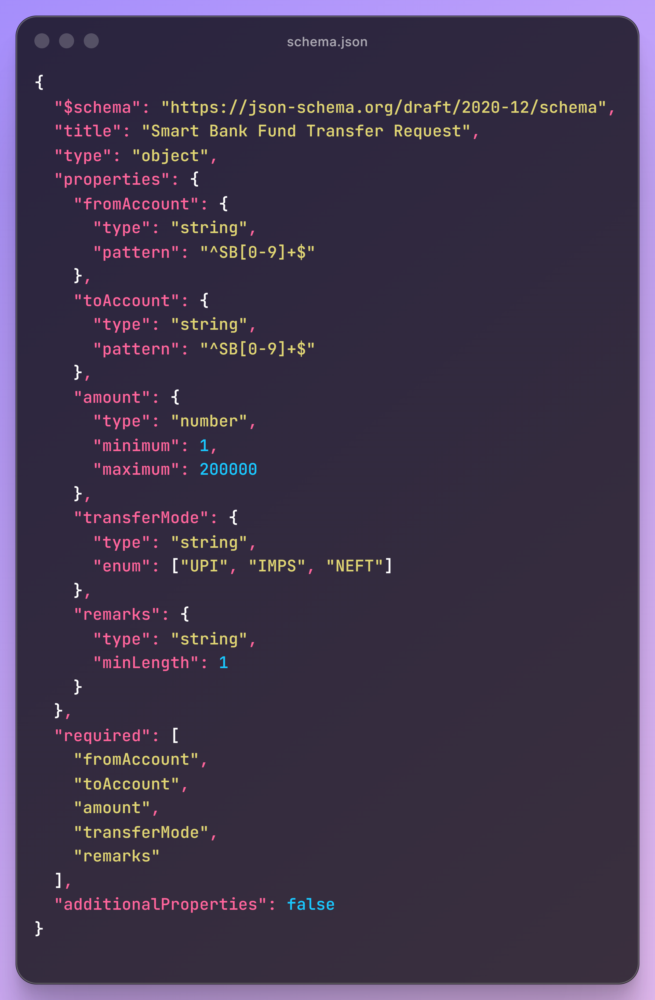 schema.json
{
  "$schema": "https://json-schema.org/draft/2020-12/schema",
  "title": "Smart Bank Fund Transfer Request",
  "type": "object",
  "properties": {
    "fromAccount": {
      "type": "string",
      "pattern": "^SB[0-9]+$"
    },
    "toAccount": {
      "type": "string",
      "pattern": "^SB[0-9]+$"
    },
    "amount": {
      "type": "number",
      "minimum": 1,
      "maximum": 200000
    },
    "transferMode": {
      "type": "string",
      "enum": ["UPI", "IMPS", "NEFT"]
    },
    "remarks": {
      "type": "string",
      "minLength": 1
    }
  },
  "required": [
    "fromAccount",
    "toAccount",
    "amount",
    "transferMode",
    "remarks"
  ],
  "additionalProperties": false
}